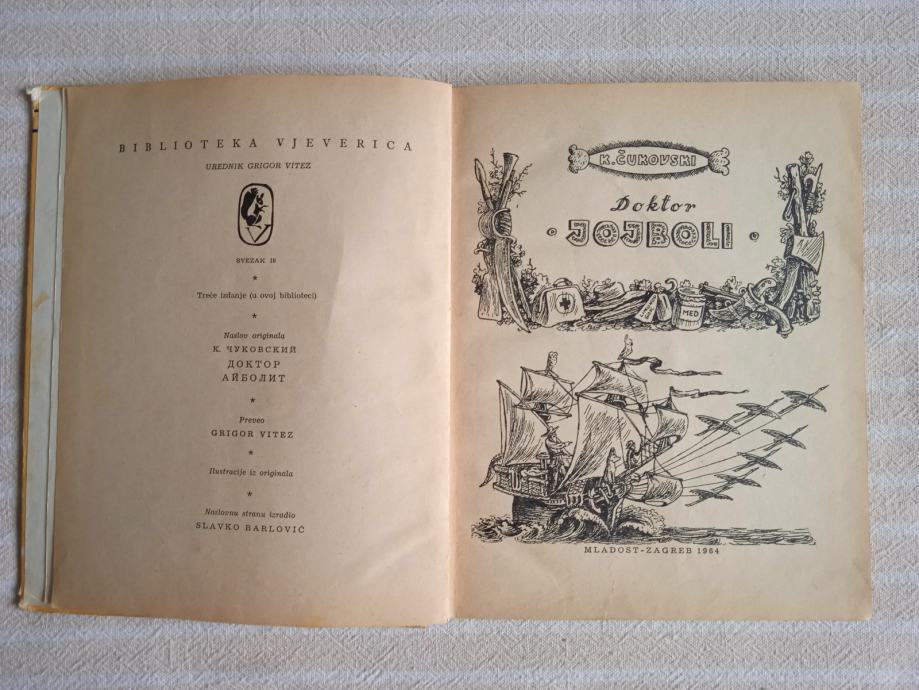 BIBLIOTEKA VJEVERICA
UREDNIK GRIGOR VITEZ
V
SVEZAK 18
*
Treće izdanje (u ovoj biblioteci)
*
Naslov originala
К. ЧУКОВСКИЙ
ДОКТОР
АЙБОЛИТ
*
Preveo
GRIGOR VITEZ
*
Ilustracije iz originala
*
Naslovnu stranu izradio
SLAVKO BARLOVIĆ
K. ČUKOVSKI
Doktor
JOJBOLI
MED
MLADOST-ZAGREB 1964